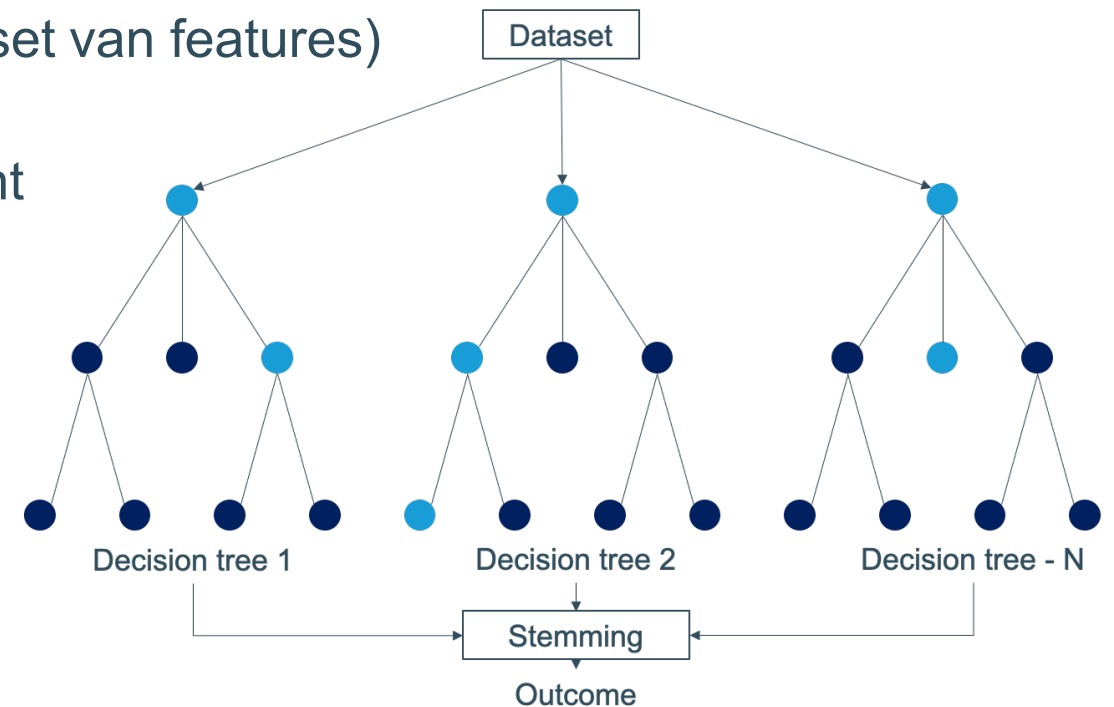 set van features)
Dataset
nt
Decision tree 1
Decision tree 2
Decision tree - N
Stemming
Outcome